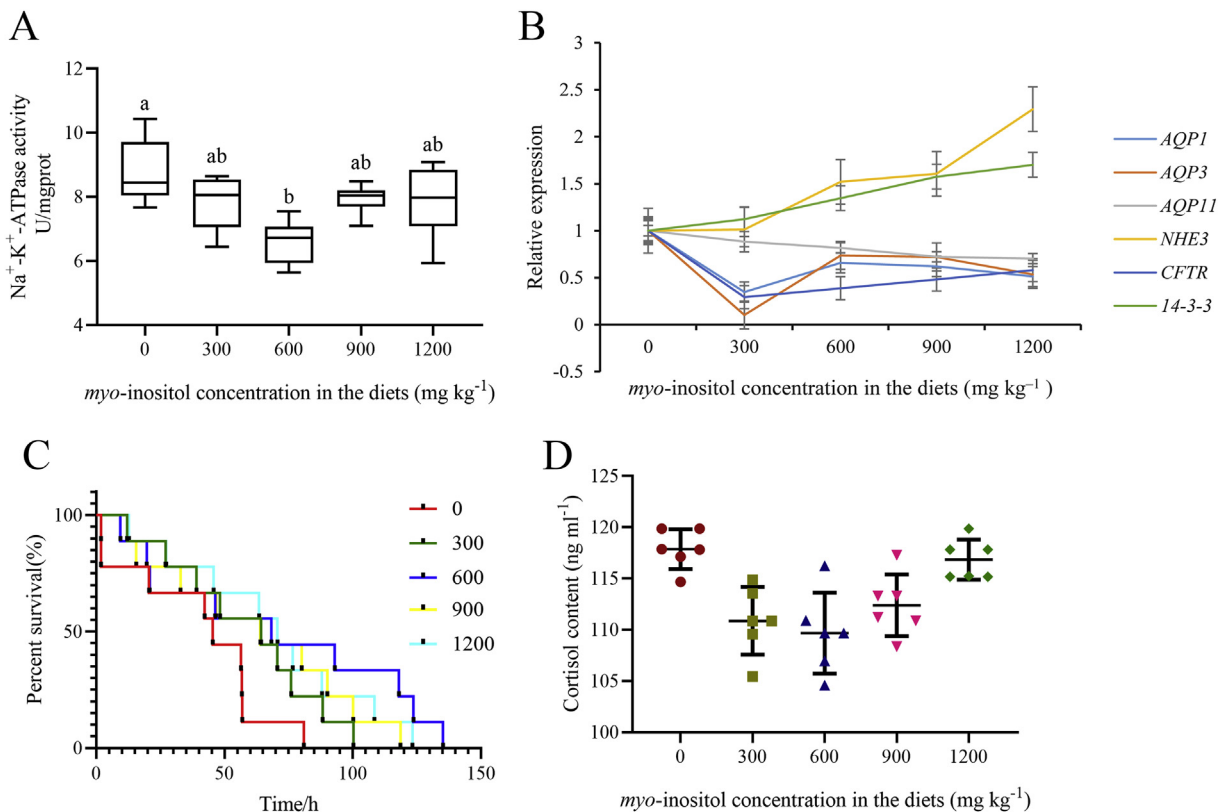 A
Na⁺-K⁺-ATPase activity
U/mgprot
12
10
8
6
4
a
ab
b
ab
ab
0 300 600 900 1200
myo-inositol concentration in the diets (mg kg⁻¹)
B
Relative expression
3
2.5
2
1.5
1
0.5
0
-0.5
0 300 600 900 1200
myo-inositol concentration in the diets (mg kg⁻¹ )
AQP1
AQP3
AQP11
NHE3
CFTR
14-3-3
C
Percent survival(%)
100
50
0
0 50 100 150
Time/h
0
300
600
900
1200
D
Cortisol content (ng ml⁻¹)
125
120
115
110
105
100
0 300 600 900 1200
myo-inositol concentration in the diets (mg kg⁻¹)